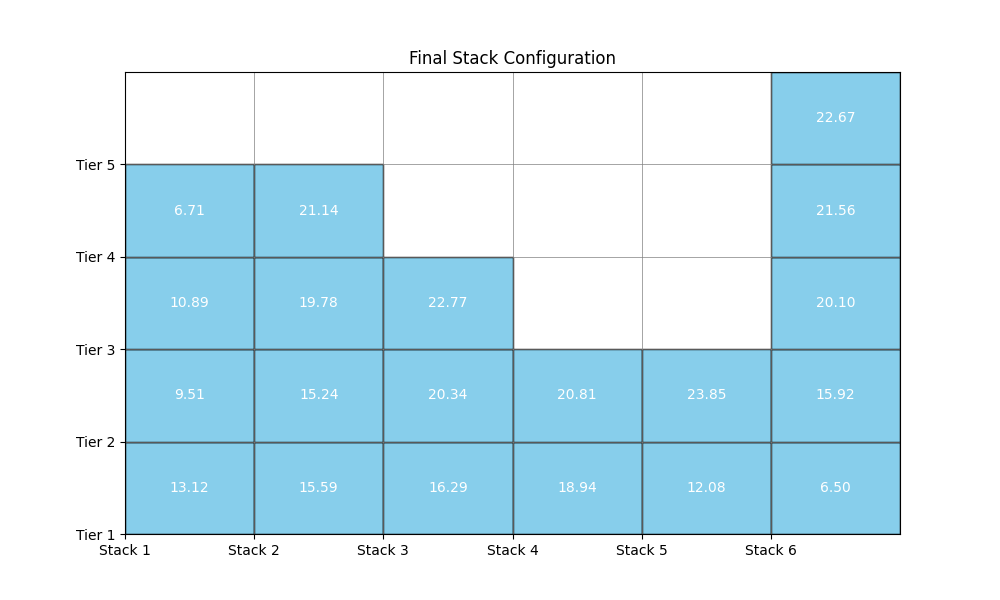 Final Stack Configuration
22.67
Tier 5
6.71 21.14 21.56
Tier 4
10.89 19.78 22.77 20.10
Tier 3
9.51 15.24 20.34 20.81 23.85 15.92
Tier 2
13.12 15.59 16.29 18.94 12.08 6.50
Tier 1
Stack 1 Stack 2 Stack 3 Stack 4 Stack 5 Stack 6